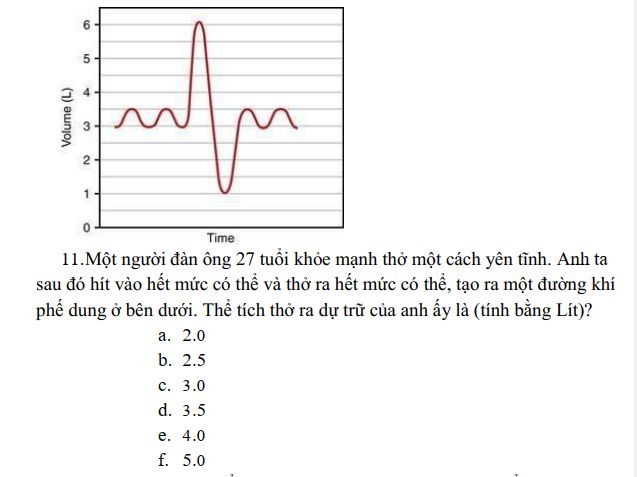 6
5
4
3
2
1
0
Volume (L)
Time
11.Một người đàn ông 27 tuổi khỏe mạnh thở một cách yên tĩnh. Anh ta
sau đó hít vào hết mức có thể và thở ra hết mức có thể, tạo ra một đường khí
phế dung ở bên dưới. Thể tích thở ra dự trữ của anh ấy là (tính bằng Lít)?
a. 2.0
b. 2.5
c. 3.0
d. 3.5
e. 4.0
f. 5.0